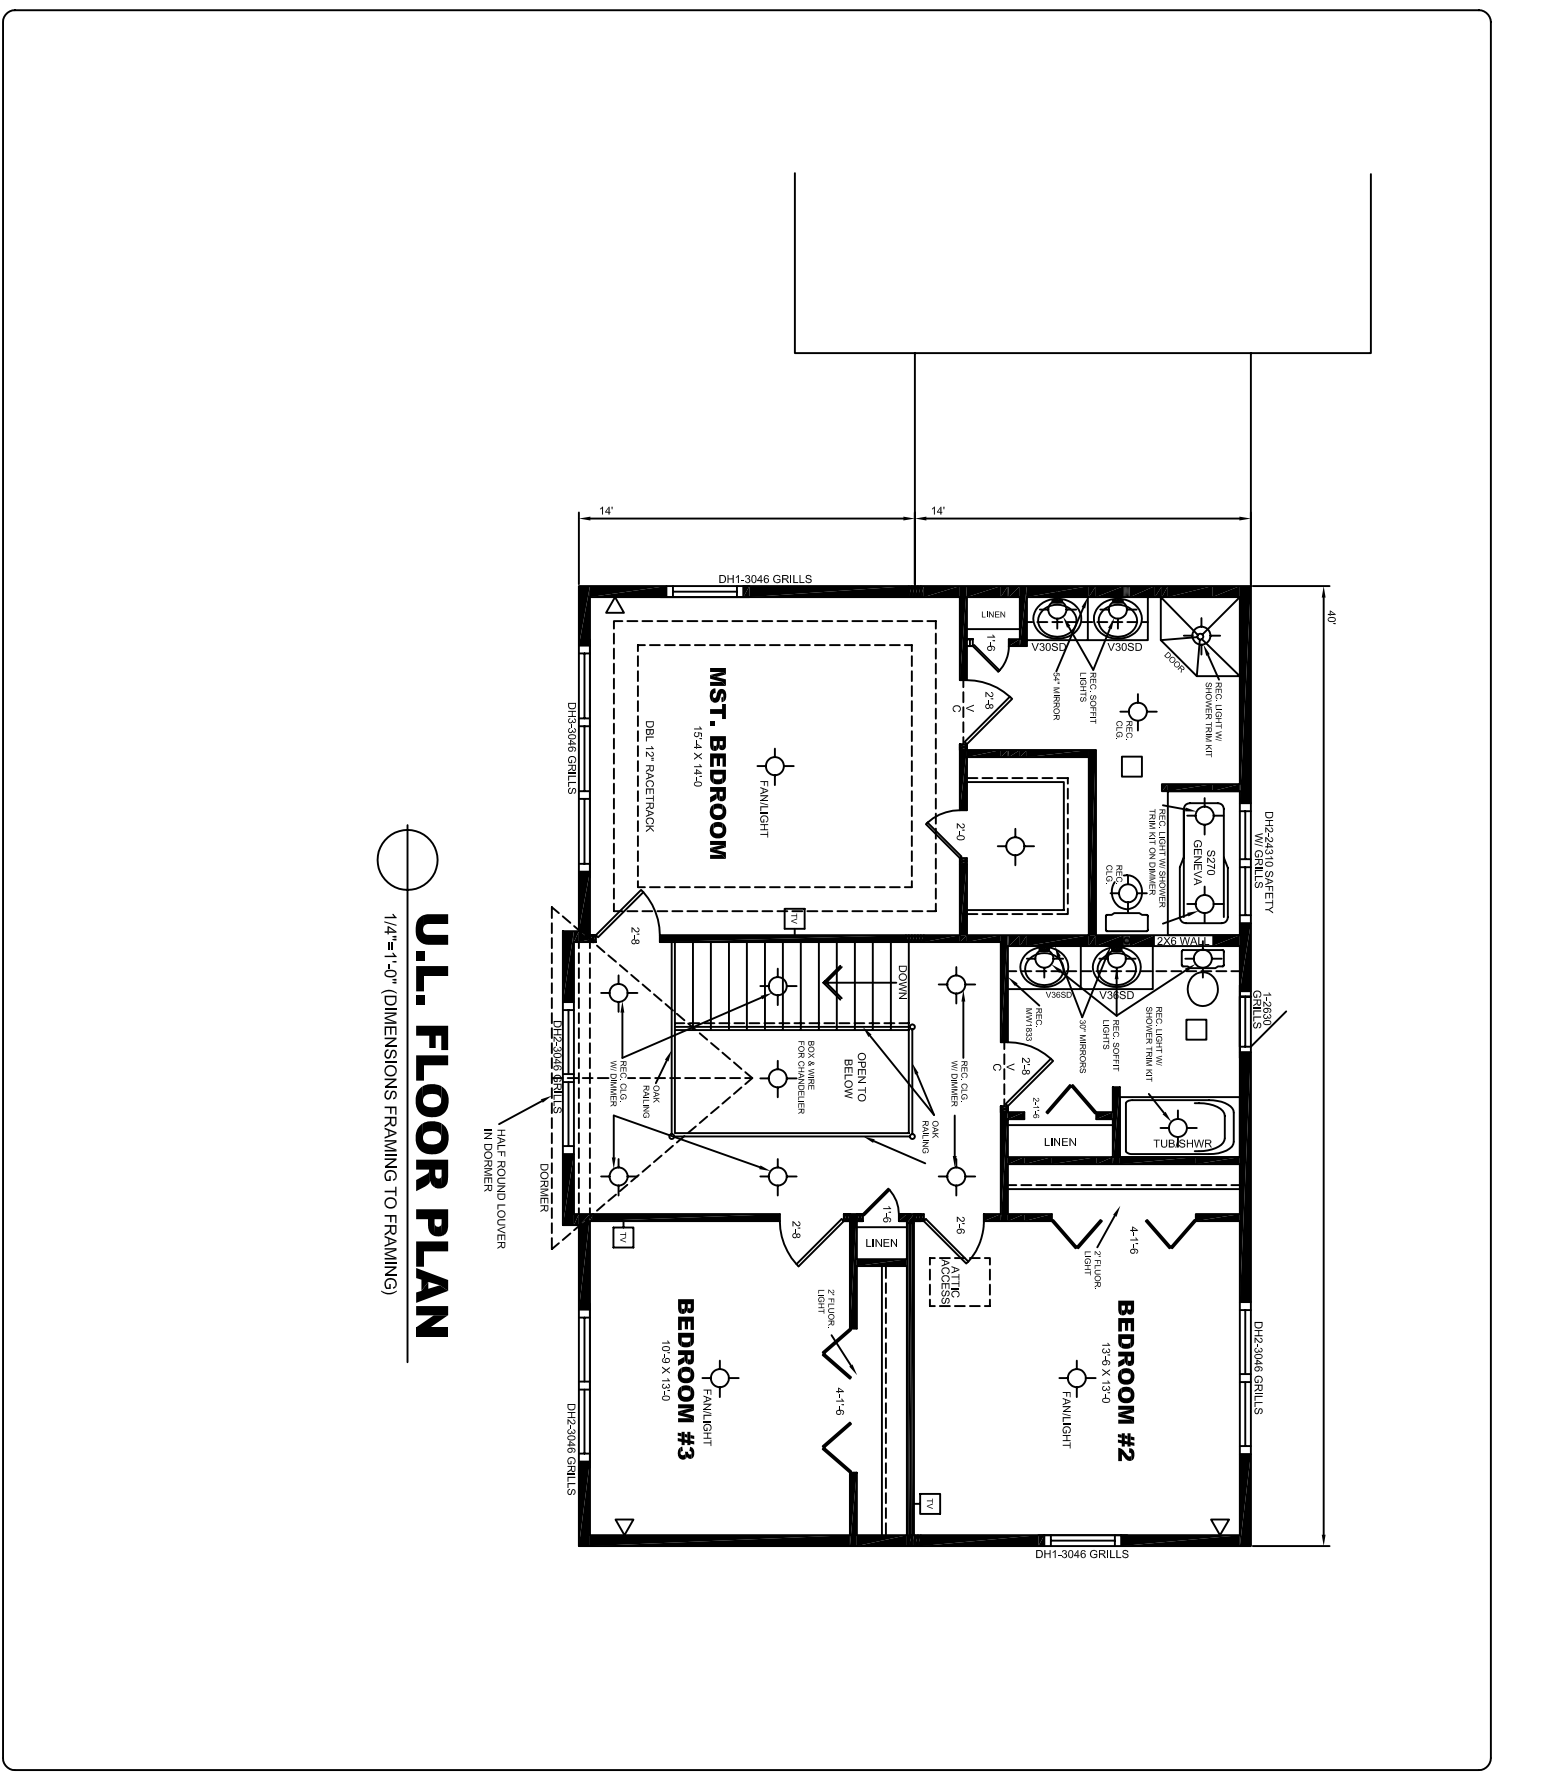 14'
14'
40'
DH1-3046 GRILLS
DH3-3046 GRILLS
MST. BEDROOM
15'-4 X 14'-0
DBL 12" RACETRACK
FAN/LIGHT
TV
LINEN
1'-6
2'-8
V
C
2'-0
2'-8
V30SD
V30SD
54" MIRROR
REC. SOFFIT
LIGHTS
REC.
CLG.
DOOR
REC. LIGHT W/
SHOWER TRIM KIT
REC. LIGHT W/ SHOWER
TRIM KIT ON DIMMER
S270
GENEVA
DH2-24310 SAFETY
W/ GRILLS
REC.
CLG.
2X6 WALL
V36SD
V36SD
REC.
MW1833
30" MIRRORS
REC. SOFFIT
LIGHTS
REC. LIGHT W/
SHOWER TRIM KIT
1-2630
GRILLS
2'-8
V
C
2-1'-6
LINEN
TUB/SHWR
DOWN
OPEN TO
BELOW
BOX & WIRE
FOR CHANDELIER
OAK
RAILING
OAK
RAILING
REC. CLG.
W/ DIMMER
REC. CLG.
W/ DIMMER
DH2-3046 GRILLS
HALF ROUND LOUVER
IN DORMER
DORMER
2'-8
1'-6
LINEN
2'-6
ATTIC
ACCESS
4-1'-6
2' FLUOR.
LIGHT
2' FLUOR.
LIGHT
4-1'-6
BEDROOM #2
13'-6 X 13'-0
FAN/LIGHT
TV
DH2-3046 GRILLS
DH1-3046 GRILLS
BEDROOM #3
10'-9 X 13'-0
FAN/LIGHT
TV
DH2-3046 GRILLS
U.L. FLOOR PLAN
1/4"=1'-0" (DIMENSIONS FRAMING TO FRAMING)